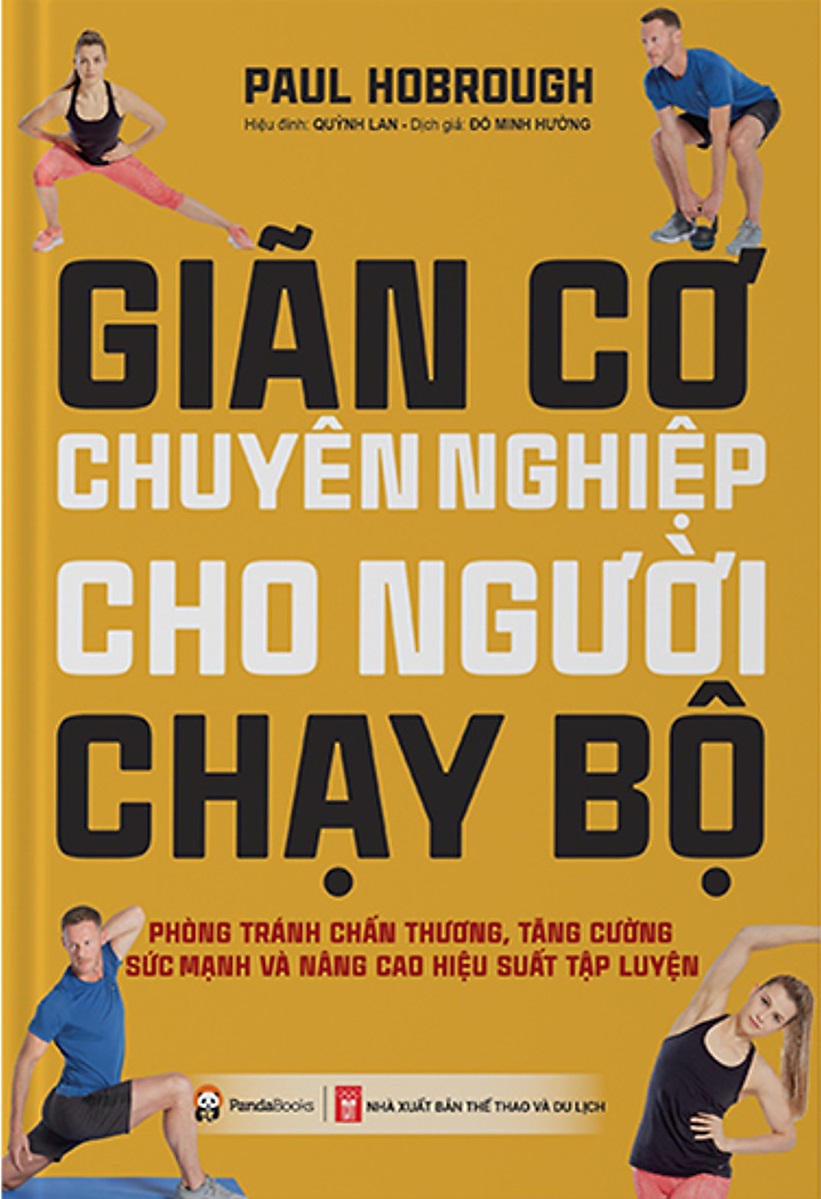 PAUL HOBROUGH
Hiệu đính: QUỲNH LAN - Dịch giả: ĐỖ MINH HƯỜNG
GIÃN CƠ
CHUYÊN NGHIỆP
CHO NGƯỜI
CHẠY BỘ
PHÒNG TRÁNH CHẤN THƯƠNG, TĂNG CƯỜNG
SỨC MẠNH VÀ NÂNG CAO HIỆU SUẤT TẬP LUYỆN
PandaBooks | NHÀ XUẤT BẢN THỂ THAO VÀ DU LỊCH